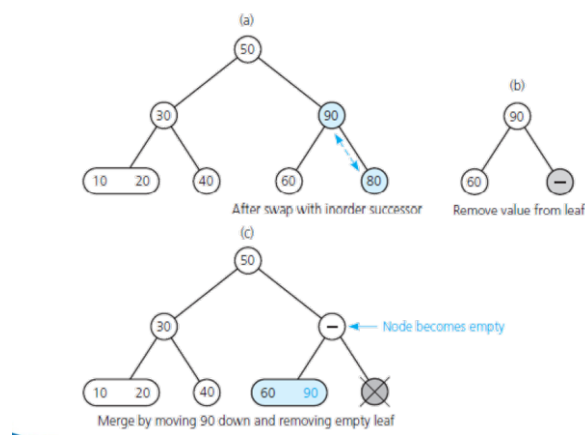 (a)
50
(b)
30
90
90
10 20
40
60
80
60
–
After swap with inorder successor
Remove value from leaf
(c)
50
30
–
Node becomes empty
10 20
40
60 90
Merge by moving 90 down and removing empty leaf